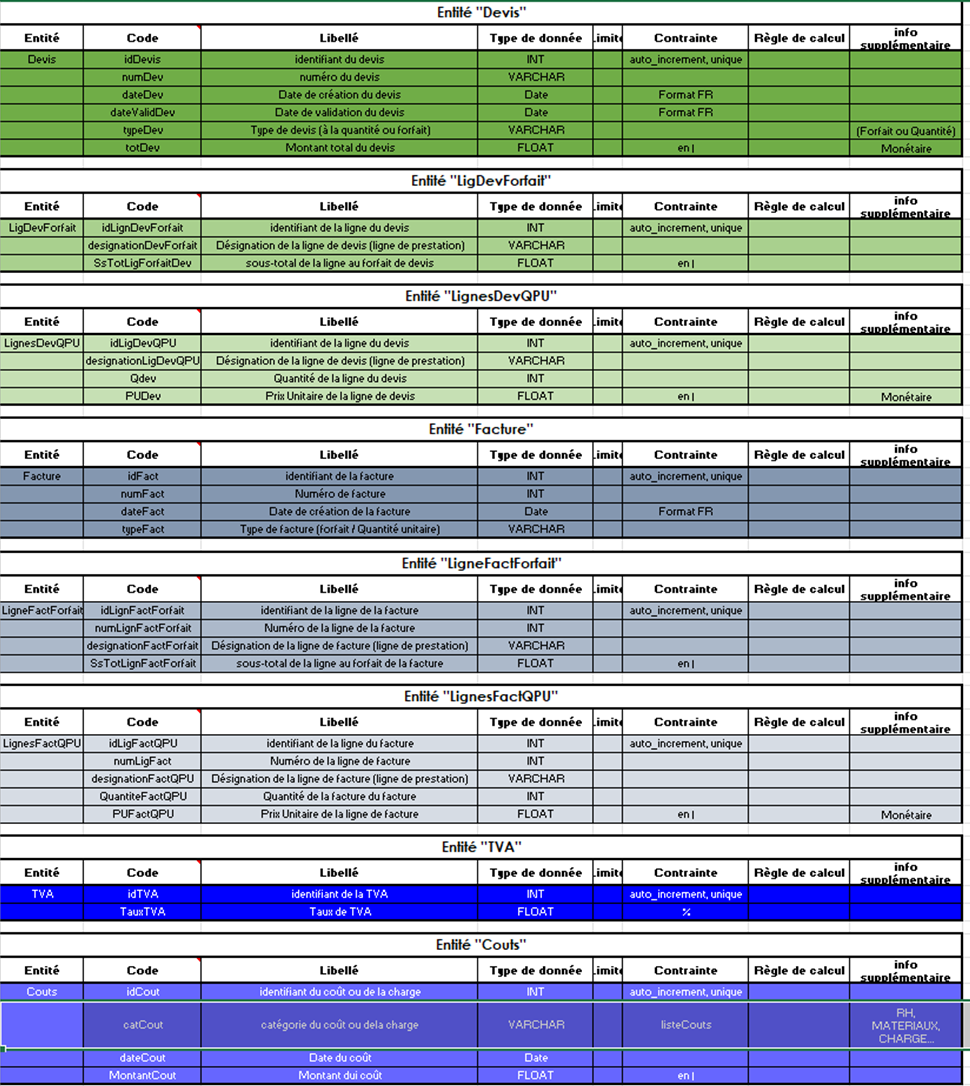 Entité "Devis"
Entité Code Libellé Type de donnée Limite Contrainte Règle de calcul info supplémentaire
Devis idDevis identifiant du devis INT auto_increment, unique
numDev numéro du devis VARCHAR
dateDev Date de création du devis Date Format FR
dateValidDev Date de validation du devis Date Format FR
typeDev Type de devis (à la quantité ou forfait) VARCHAR (Forfait ou Quantité)
totDev Montant total du devis FLOAT en | Monétaire
Entité "LigDevForfait"
Entité Code Libellé Type de donnée Limite Contrainte Règle de calcul info supplémentaire
LigDevForfait idLignDevForfait identifiant de la ligne du devis INT auto_increment, unique
designationDevForfait Désignation de la ligne de devis (ligne de prestation) VARCHAR
SsTotLigForfaitDev sous-total de la ligne au forfait de devis FLOAT en |
Entité "LignesDevQPU"
Entité Code Libellé Type de donnée Limite Contrainte Règle de calcul info supplémentaire
LignesDevQPU idLigDevQPU identifiant de la ligne du devis INT auto_increment, unique
designationLigDevQPU Désignation de la ligne de devis (ligne de prestation) VARCHAR
Qdev Quantité de la ligne du devis INT
PUDev Prix Unitaire de la ligne de devis FLOAT en | Monétaire
Entité "Facture"
Entité Code Libellé Type de donnée Limite Contrainte Règle de calcul info supplémentaire
Facture idFact identifiant de la facture INT auto_increment, unique
numFact Numéro de facture INT
dateFact Date de création de la facture Date Format FR
typeFact Type de facture (forfait / Quantité unitaire) VARCHAR
Entité "LigneFactForfait"
Entité Code Libellé Type de donnée Limite Contrainte Règle de calcul info supplémentaire
LigneFactForfait idLignFactForfait identifiant de la ligne de la facture INT auto_increment, unique
numLignFactForfait Numéro de la ligne de la facture INT
designationFactForfait Désignation de la ligne de facture (ligne de prestation) VARCHAR
SsTotLignFactForfait sous-total de la ligne au forfait de la facture FLOAT en |
Entité "LignesFactQPU"
Entité Code Libellé Type de donnée Limite Contrainte Règle de calcul info supplémentaire
LignesFactQPU idLigFactQPU identifiant de la ligne du facture INT auto_increment, unique
numLigFact Numéro de la ligne de facture INT
designationFactQPU Désignation de la ligne de facture (ligne de prestation) VARCHAR
QuantiteFactQPU Quantité de la facture du facture INT
PUFactQPU Prix Unitaire de la ligne de facture FLOAT en | Monétaire
Entité "TVA"
Entité Code Libellé Type de donnée Limite Contrainte Règle de calcul info supplémentaire
TVA idTVA identifiant de la TVA INT auto_increment, unique
TauxTVA Taux de TVA FLOAT %
Entité "Couts"
Entité Code Libellé Type de donnée Limite Contrainte Règle de calcul info supplémentaire
Couts idCout identifiant du coût ou de la charge INT auto_increment, unique
catCout catégorie du coût ou dela charge VARCHAR listeCouts RH, MATERIAUX, CHARGE...
dateCout Date du coût Date
MontantCout Montant dui coût FLOAT en |